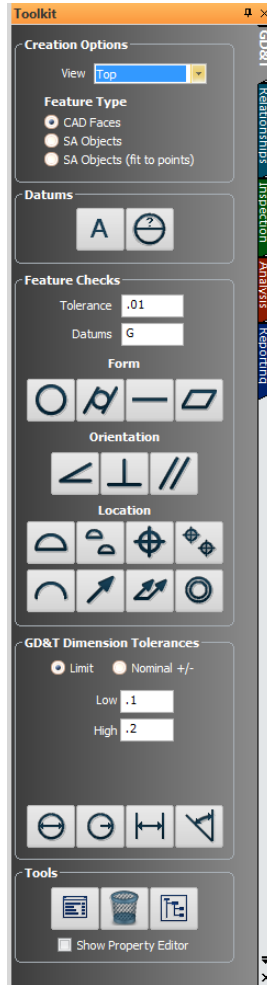 Toolkit
GD&T
Relationships
Inspection
Analysis
Reporting
Creation Options
View Top
Feature Type
CAD Faces
SA Objects
SA Objects (fit to points)
Datums
A ?
Feature Checks
Tolerance .01
Datums G
Form
Orientation
Location
GD&T Dimension Tolerances
Limit Nominal +/-
Low .1
High .2
Tools
Show Property Editor